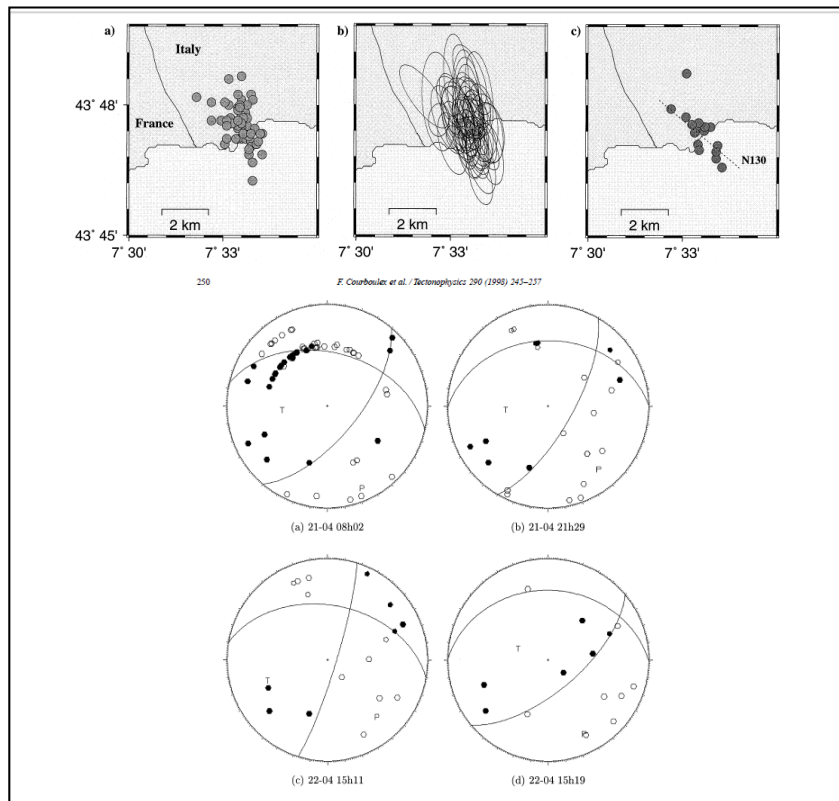 a) b) c)
Italy
43° 48'
France
N130
2 km 2 km 2 km
43° 45'
7° 30' 7° 33' 7° 30' 7° 33' 7° 30' 7° 33'
250 F. Courboulex et al. / Tectonophysics 290 (1998) 245–257
T T
P P
(a) 21-04 08h02 (b) 21-04 21h29
T T
P P
(c) 22-04 15h11 (d) 22-04 15h19